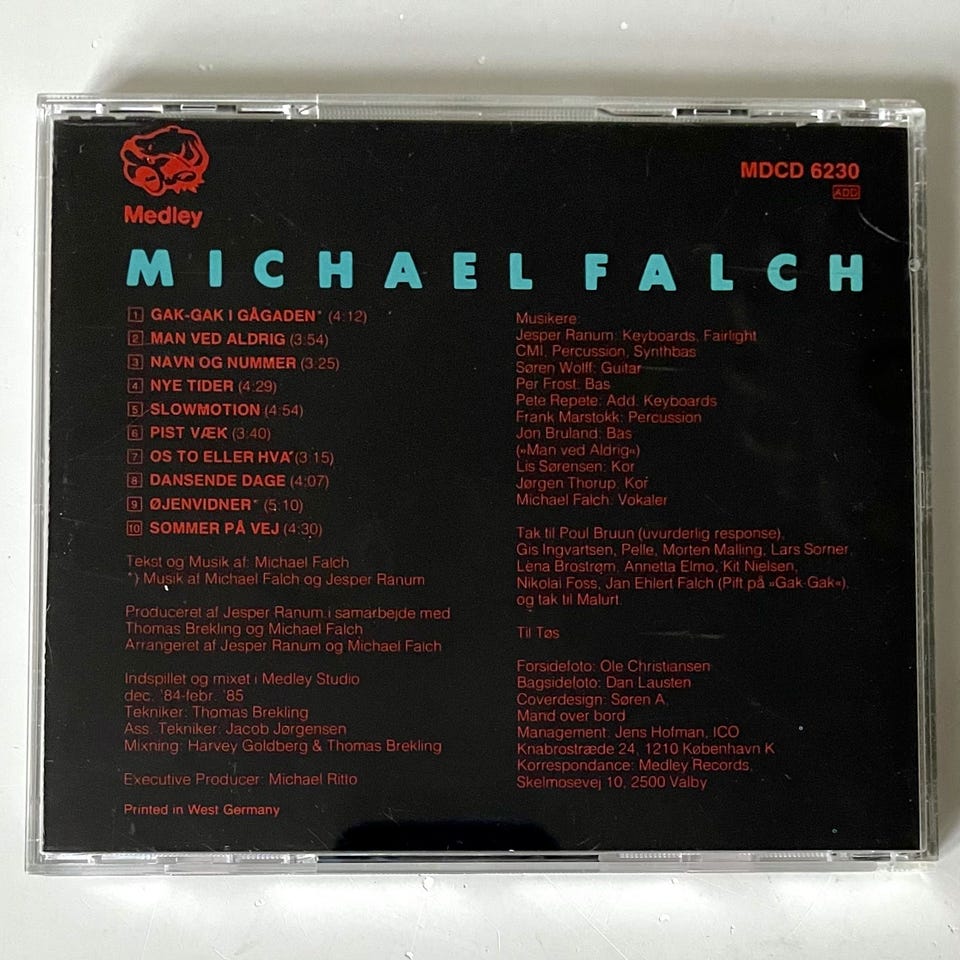 Medley
MDCD 6230
ADD
MICHAEL FALCH
1 GAK-GAK I GÅGADEN* (4:12)
2 MAN VED ALDRIG (3:54)
3 NAVN OG NUMMER (3:25)
4 NYE TIDER (4:29)
5 SLOWMOTION (4:54)
6 PIST VÆK (3:40)
7 OS TO ELLER HVA* (3:15)
8 DANSENDE DAGE (4:07)
9 ØJENVIDNER* (5:10)
10 SOMMER PÅ VEJ (4:30)
Tekst og Musik af: Michael Falch
*) Musik af Michael Falch og Jesper Ranum
Produceret af Jesper Ranum i samarbejde med
Thomas Brekling og Michael Falch
Arrangeret af Jesper Ranum og Michael Falch
Indspillet og mixet i Medley Studio
dec. '84-febr. '85
Tekniker: Thomas Brekling
Ass. Tekniker: Jacob Jørgensen
Mixning: Harvey Goldberg & Thomas Brekling
Executive Producer: Michael Ritto
Printed in West Germany
Musikere:
Jesper Ranum: Keyboards, Fairlight
CMI, Percussion, Synthbas
Søren Wolff: Guitar
Per Frost: Bas
Pete Repete: Add. Keyboards
Frank Marstokk: Percussion
Jon Bruland: Bas
(»Man ved Aldrig«)
Lis Sørensen: Kor
Jørgen Thorup: Kor
Michael Falch: Vokaler
Tak til Poul Bruun (uvurderlig response),
Gis Ingvartsen, Pelle, Morten Malling, Lars Sorner,
Lena Brostrøm, Annetta Elmo, Kit Nielsen,
Nikolai Foss, Jan Ehlert Falch (Pift på »Gak-Gak«),
og tak til Malurt.
Til Tøs
Forsidefoto: Ole Christiansen
Bagsidefoto: Dan Lausten
Coverdesign: Søren A,
Mand over bord
Management: Jens Hofman, ICO
Knabrostræde 24, 1210 København K
Korrespondance: Medley Records,
Skelmosevej 10, 2500 Valby